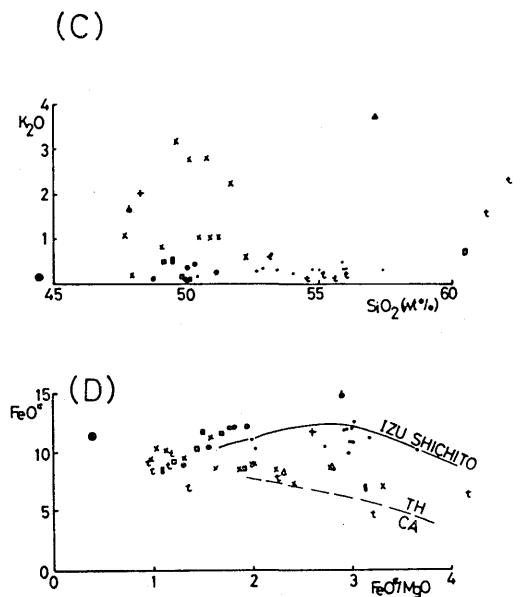 (C)
4
K₂O
3
2
1
45
50
55
60
SiO₂(wt%)
(D)
15
FeO*
10
5
0
IZU SHICHITO
TH
CA
0
1
2
3
4
FeO*/MgO